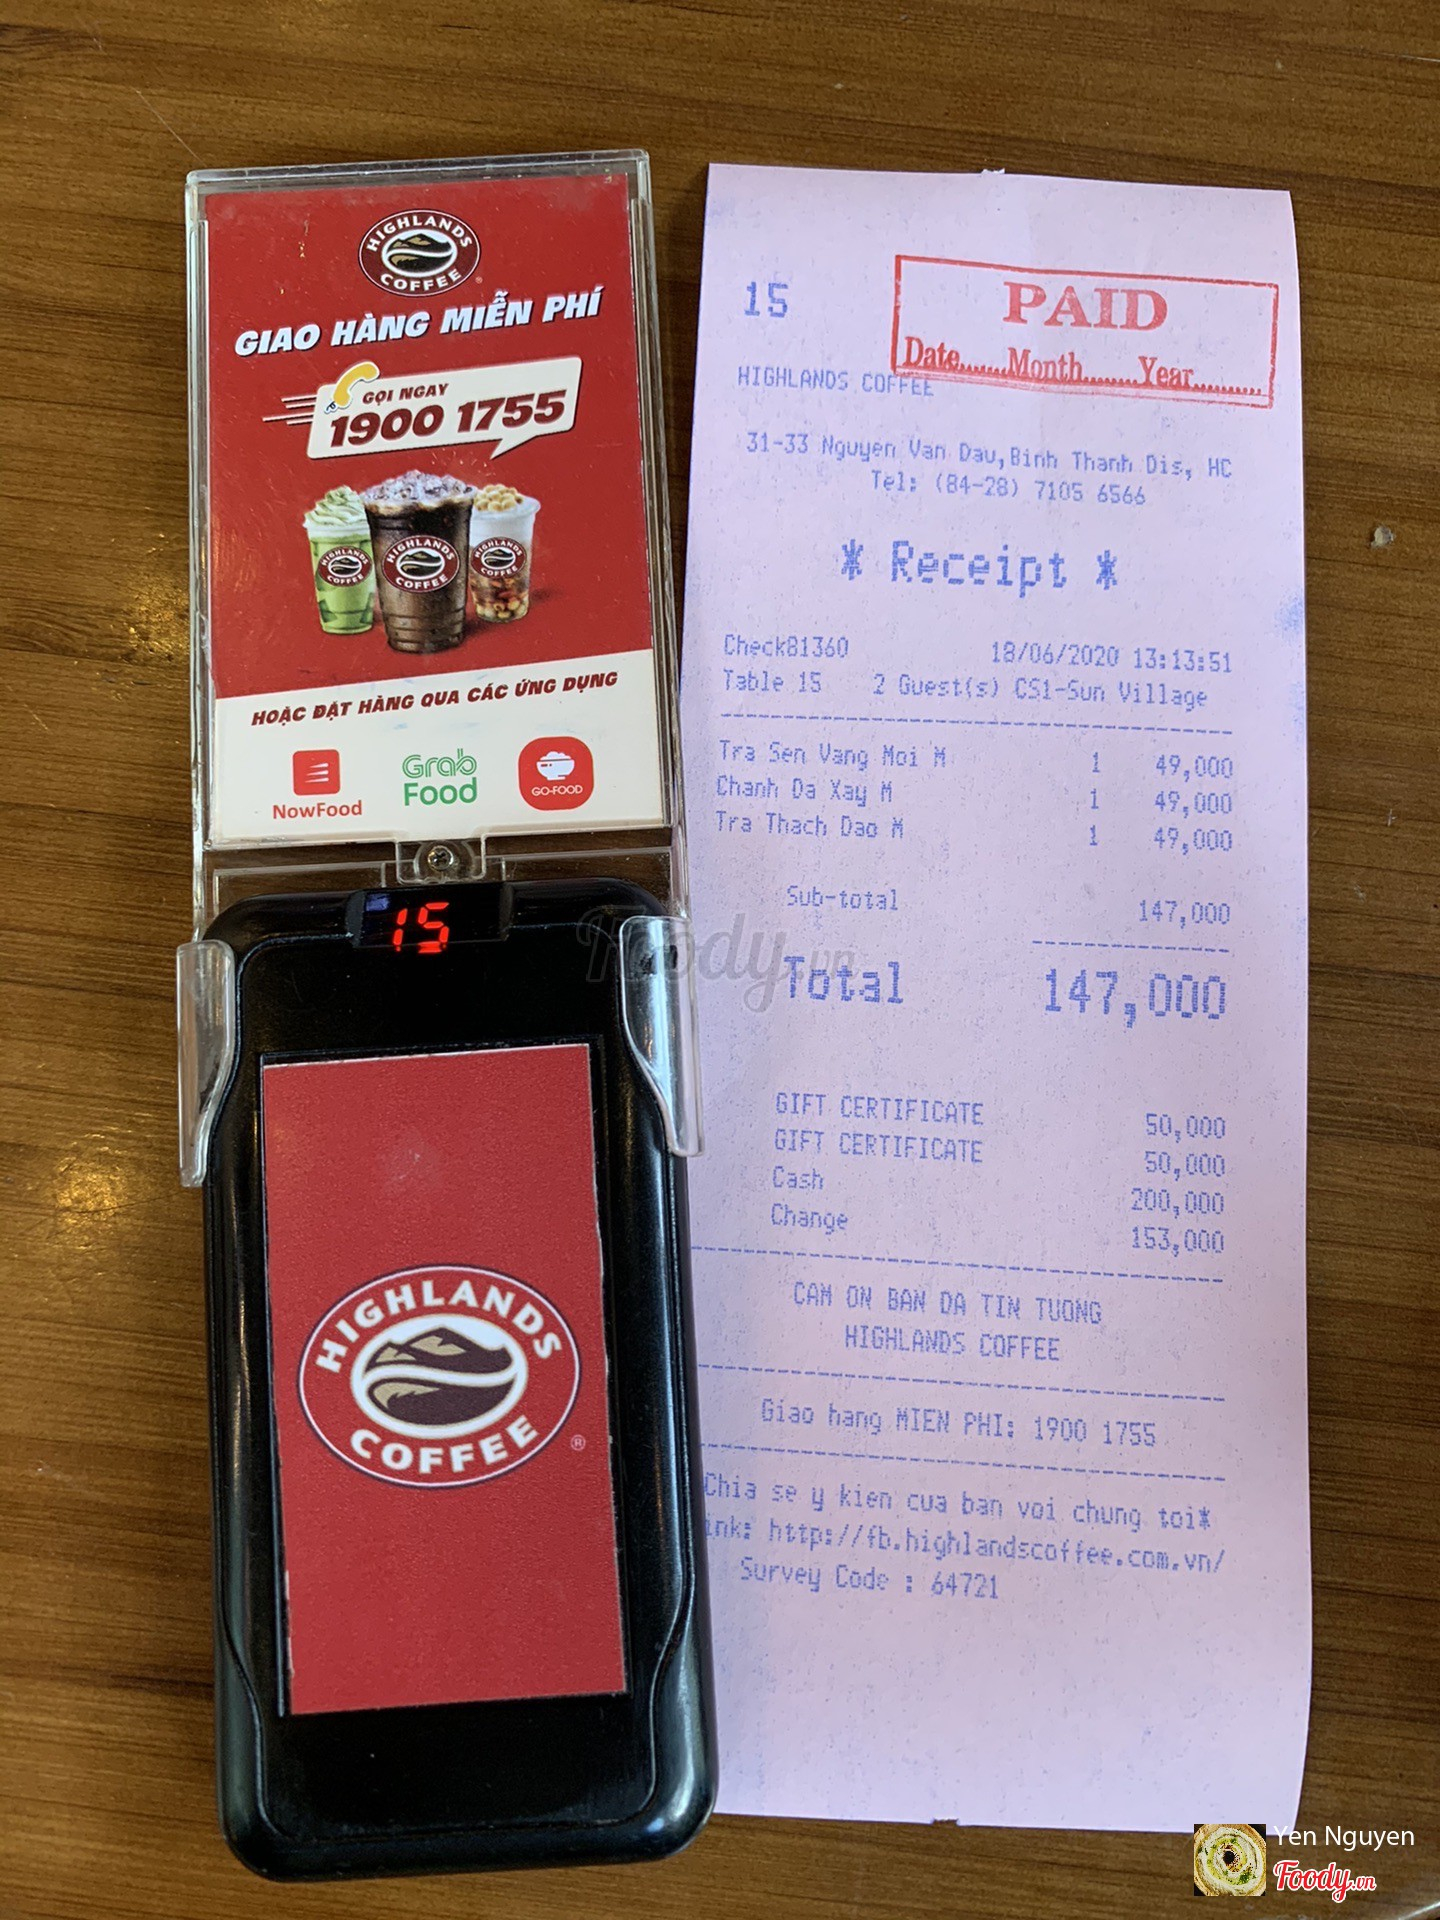 HIGHLANDS
COFFEE
GIAO HÀNG MIỄN PHÍ
GỌI NGAY
1900 1755
HIGHLANDS
COFFEE
HIGHLANDS
COFFEE
HIGHLANDS
COFFEE
HOẶC ĐẶT HÀNG QUA CÁC ỨNG DỤNG
NowFood
Grab
Food
GO-FOOD
15
HIGHLANDS
COFFEE
®
15
PAID
Date.......Month........Year..........
HIGHLANDS COFFEE
31-33 Nguyen Van Dau,Binh Thanh Dis, HC
Tel: (84-28) 7105 6566
* Receipt *
Check81360 18/06/2020 13:13:51
Table 15 2 Guest(s) CS1-Sun Village
Tra Sen Vang Moi M 1 49,000
Chanh Da Xay M 1 49,000
Tra Thach Dao M 1 49,000
Sub-total 147,000
Total 147,000
GIFT CERTIFICATE 50,000
GIFT CERTIFICATE 50,000
Cash 200,000
Change 153,000
CAM ON BAN DA TIN TUONG
HIGHLANDS COFFEE
Giao hang MIEN PHI: 1900 1755
Chia se y kien cua ban voi chung toi*
ink: http://fb.highlandscoffee.com.vn/
Survey Code : 64721
Foody.vn
Yen Nguyen
Foody.vn